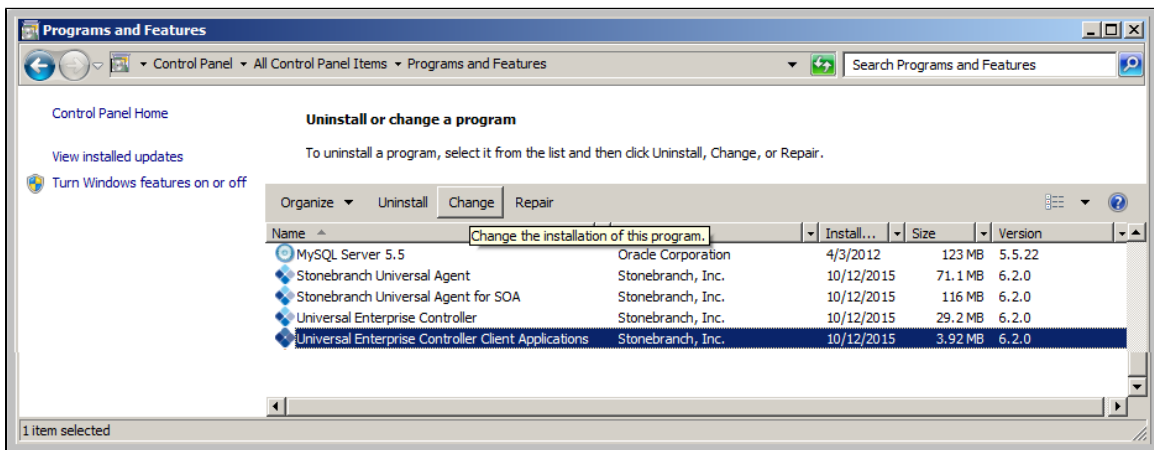 Programs and Features
Control Panel All Control Panel Items Programs and Features Search Programs and Features
Control Panel Home
Uninstall or change a program
View installed updates
To uninstall a program, select it from the list and then click Uninstall, Change, or Repair.
Turn Windows features on or off
Organize Uninstall Change Repair
Name Install... Size Version
Change the installation of this program.
MySQL Server 5.5 Oracle Corporation 4/3/2012 123 MB 5.5.22
Stonebranch Universal Agent Stonebranch, Inc. 10/12/2015 71.1 MB 6.2.0
Stonebranch Universal Agent for SOA Stonebranch, Inc. 10/12/2015 116 MB 6.2.0
Universal Enterprise Controller Stonebranch, Inc. 10/12/2015 29.2 MB 6.2.0
Universal Enterprise Controller Client Applications Stonebranch, Inc. 10/12/2015 3.92 MB 6.2.0
1 item selected